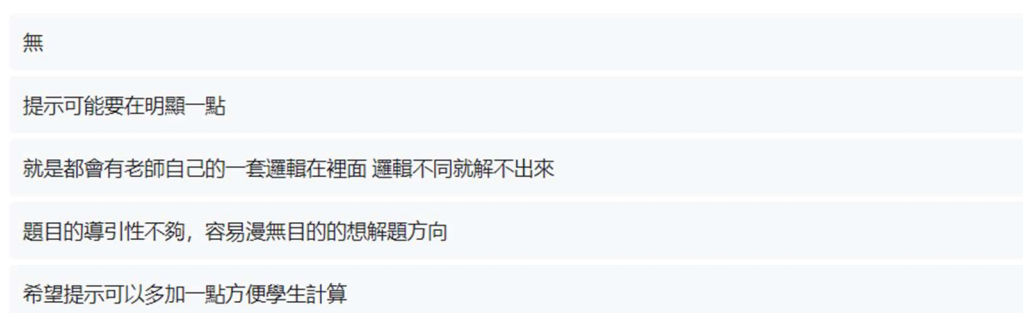 無
提示可能要在明顯一點
就是都會有老師自己的一套邏輯在裡面 邏輯不同就解不出來
題目的導引性不夠，容易漫無目的的想解題方向
希望提示可以多加一點方便學生計算